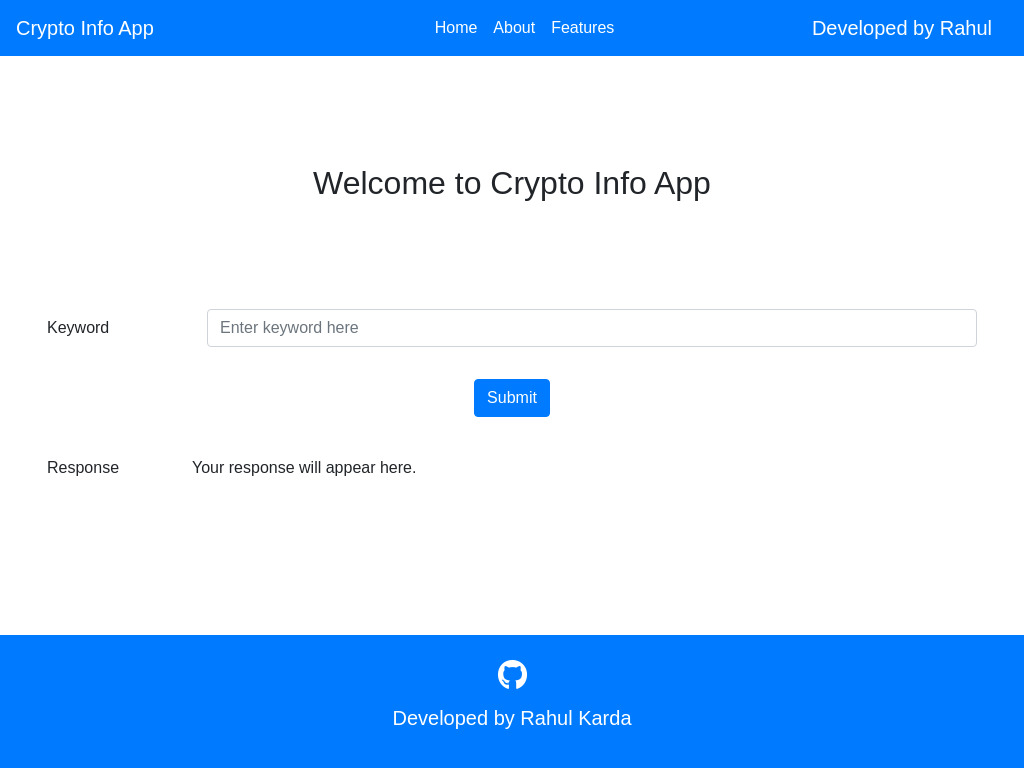 Crypto Info App Home About Features Developed by Rahul
Welcome to Crypto Info App
Keyword Enter keyword here
Submit
Response Your response will appear here.
Developed by Rahul Karda